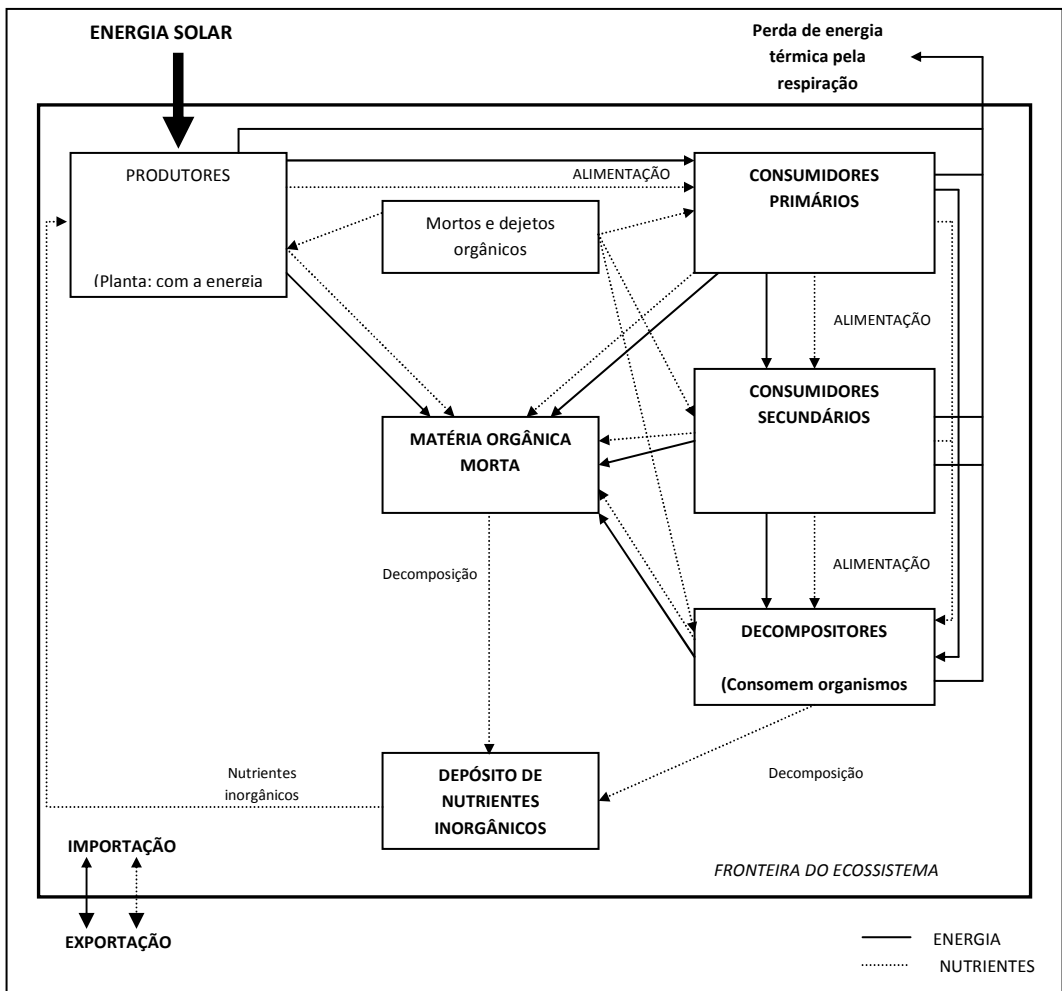 ENERGIA SOLAR
Perda de energia
térmica pela
respiração
PRODUTORES
(Planta: com a energia
ALIMENTAÇÃO
CONSUMIDORES
PRIMÁRIOS
Mortos e dejetos
orgânicos
ALIMENTAÇÃO
CONSUMIDORES
SECUNDÁRIOS
MATÉRIA ORGÂNICA
MORTA
Decomposição
ALIMENTAÇÃO
DECOMPOSITORES
(Consomem organismos
Nutrientes
inorgânicos
DEPÓSITO DE
NUTRIENTES
INORGÂNICOS
Decomposição
IMPORTAÇÃO
FRONTEIRA DO ECOSSISTEMA
EXPORTAÇÃO
ENERGIA
NUTRIENTES